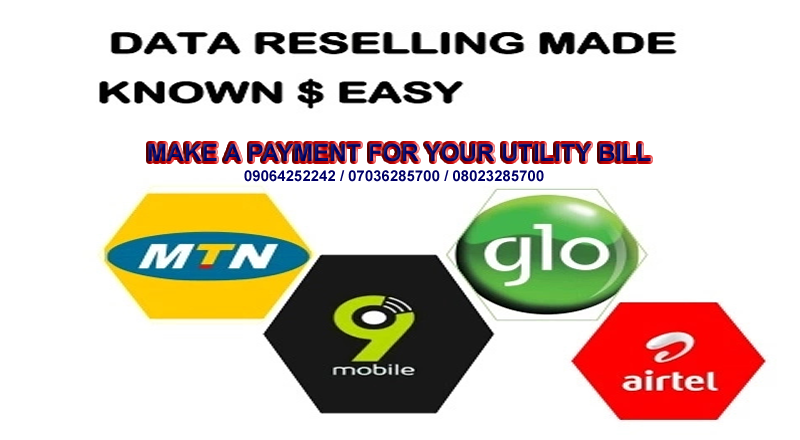 DATA RESELLING MADE
KNOWN $ EASY
MAKE A PAYMENT FOR YOUR UTILITY BILL
09064252242 / 07036285700 / 08023285700
MTN
glo
9
mobile
airtel